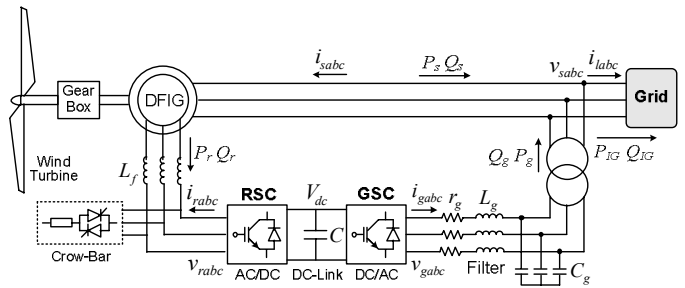 i_sabc
P_s Q_s
v_sabc i_labc
Gear
Box
DFIG
Grid
Wind
Turbine
L_f
P_r Q_r
Q_g P_g
P_IG Q_IG
i_rabc
RSC
V_dc
GSC
i_gabc
r_g
L_g
C
Crow-Bar
v_rabc
AC/DC
DC-Link
DC/AC
v_gabc
Filter
C_g